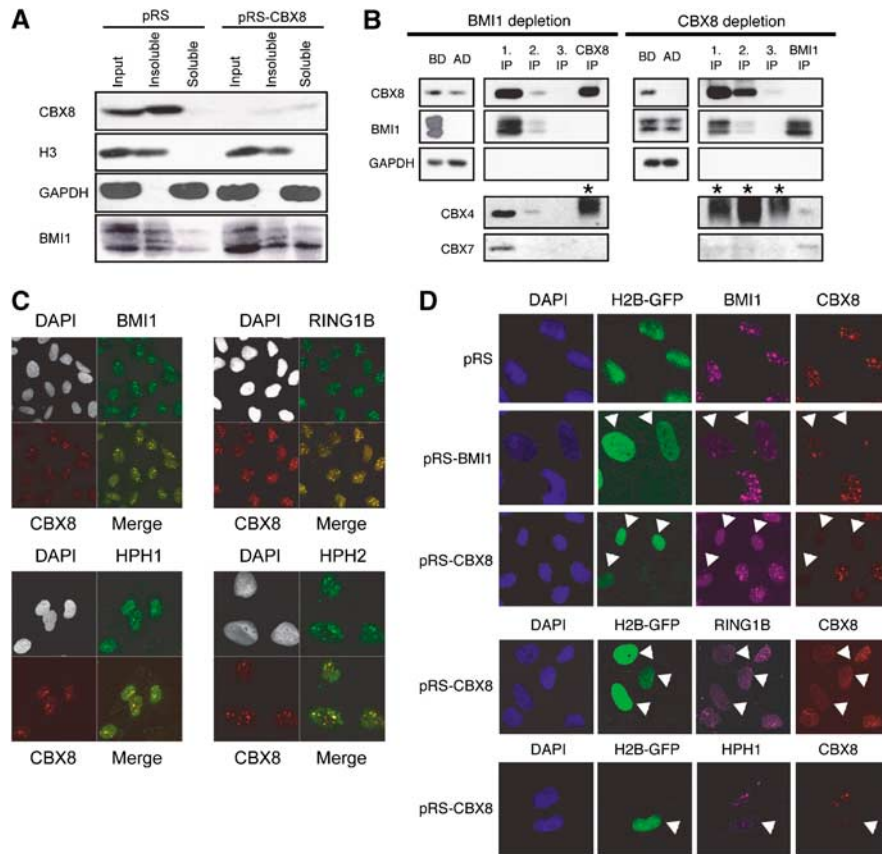 A
pRS pRS-CBX8
Input Insoluble Soluble Input Insoluble Soluble
CBX8
H3
GAPDH
BMI1
B
BMI1 depletion CBX8 depletion
BD AD 1. IP 2. IP 3. IP CBX8 IP BD AD 1. IP 2. IP 3. IP BMI1 IP
CBX8
BMI1
GAPDH
* * * *
CBX4
CBX7
C
DAPI BMI1 DAPI RING1B
CBX8 Merge CBX8 Merge
DAPI HPH1 DAPI HPH2
CBX8 Merge CBX8 Merge
D
DAPI H2B-GFP BMI1 CBX8
pRS
pRS-BMI1
pRS-CBX8
DAPI H2B-GFP RING1B CBX8
pRS-CBX8
DAPI H2B-GFP HPH1 CBX8
pRS-CBX8